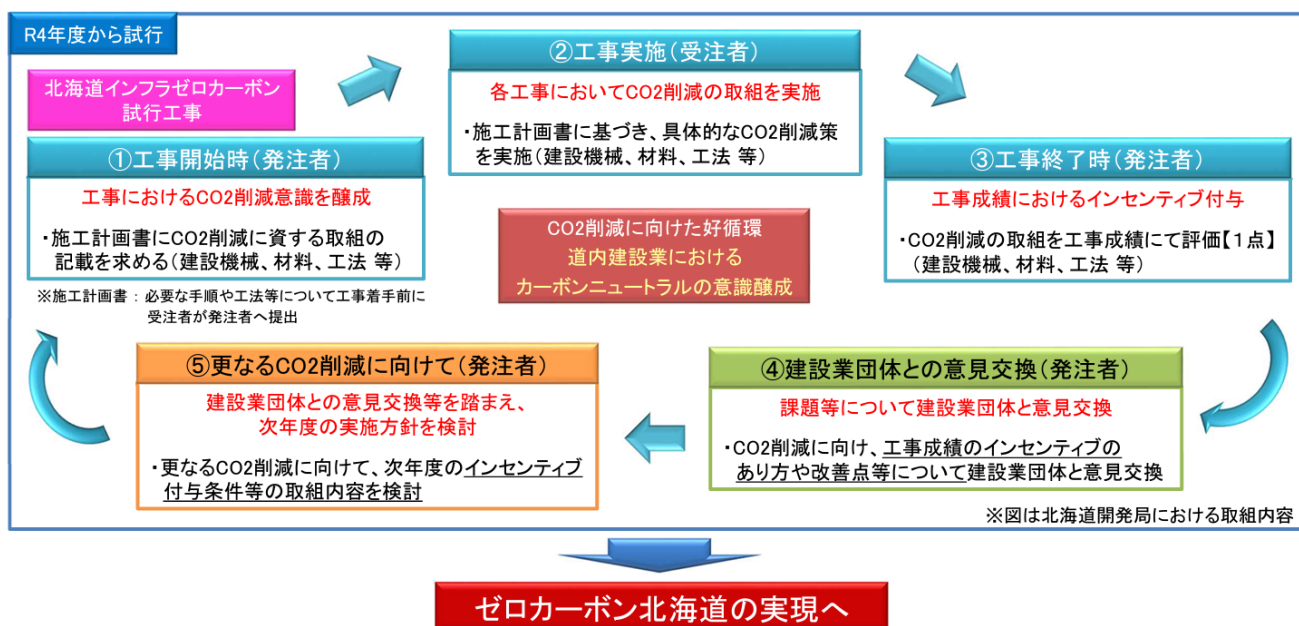 R4年度から試行
北海道インフラゼロカーボン
試行工事
①工事開始時(発注者)
工事におけるCO2削減意識を醸成
・施工計画書にCO2削減に資する取組の
記載を求める(建設機械、材料、工法 等)
※施工計画書 : 必要な手順や工法等について工事着手前に
受注者が発注者へ提出
②工事実施(受注者)
各工事においてCO2削減の取組を実施
・施工計画書に基づき、具体的なCO2削減策
を実施(建設機械、材料、工法 等)
③工事終了時(発注者)
工事成績におけるインセンティブ付与
・CO2削減の取組を工事成績にて評価【1点】
(建設機械、材料、工法 等)
CO2削減に向けた好循環
道内建設業における
カーボンニュートラルの意識醸成
④建設業団体との意見交換(発注者)
課題等について建設業団体と意見交換
・CO2削減に向け、工事成績のインセンティブの
あり方や改善点等について建設業団体と意見交換
⑤更なるCO2削減に向けて(発注者)
建設業団体との意見交換等を踏まえ、
次年度の実施方針を検討
・更なるCO2削減に向けて、次年度のインセンティブ
付与条件等の取組内容を検討
※図は北海道開発局における取組内容
ゼロカーボン北海道の実現へ